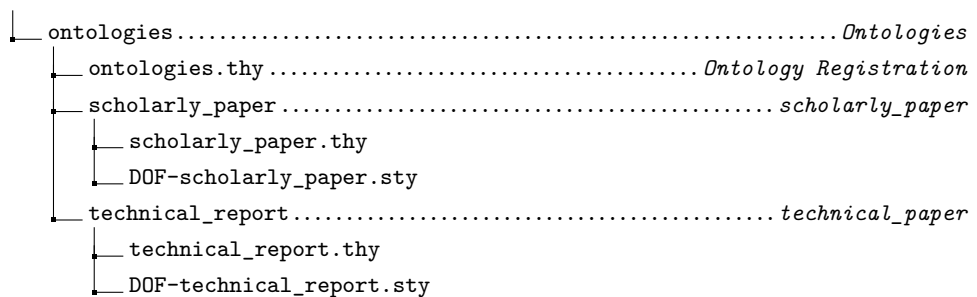 ontologies.................................................................Ontologies
ontologies.thy.........................................Ontology Registration
scholarly_paper...............................................scholarly_paper
scholarly_paper.thy
DOF-scholarly_paper.sty
technical_report..............................................technical_paper
technical_report.thy
DOF-technical_report.sty